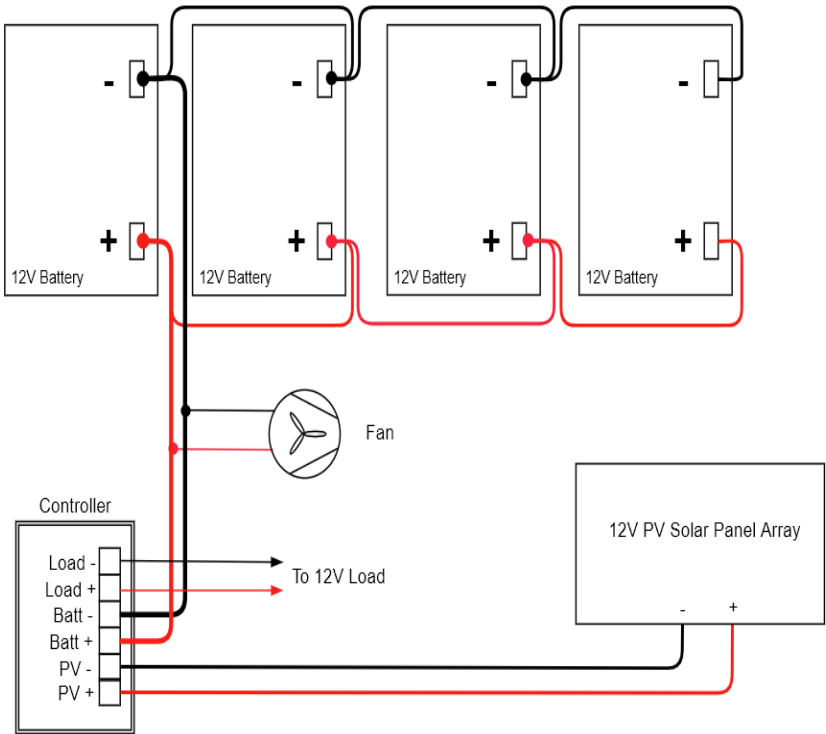 - - - -
+ + + +
12V Battery 12V Battery 12V Battery 12V Battery
Fan
Controller
12V PV Solar Panel Array
Load -
To 12V Load
Load +
Batt -
- +
Batt +
PV -
PV +